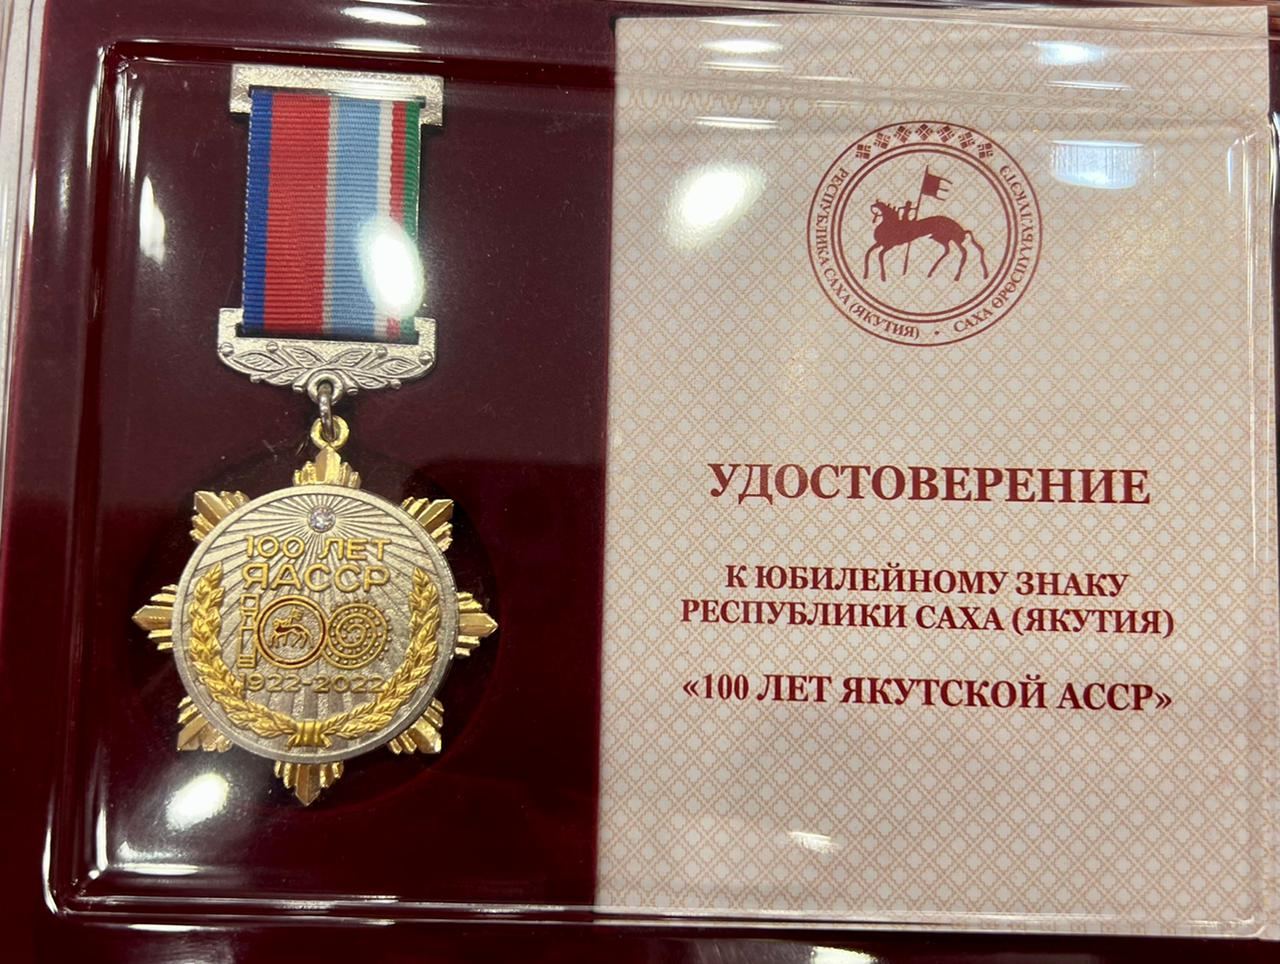 100 ЛЕТ
ЯАССР
100
1922-2022
РЕСПУБЛИКА САХА (ЯКУТИЯ) • САХА ӨРӨСПҮҮБҮЛҮКЭТЭ
УДОСТОВЕРЕНИЕ
К ЮБИЛЕЙНОМУ ЗНАКУ
РЕСПУБЛИКИ САХА (ЯКУТИЯ)
«100 ЛЕТ ЯКУТСКОЙ АССР»